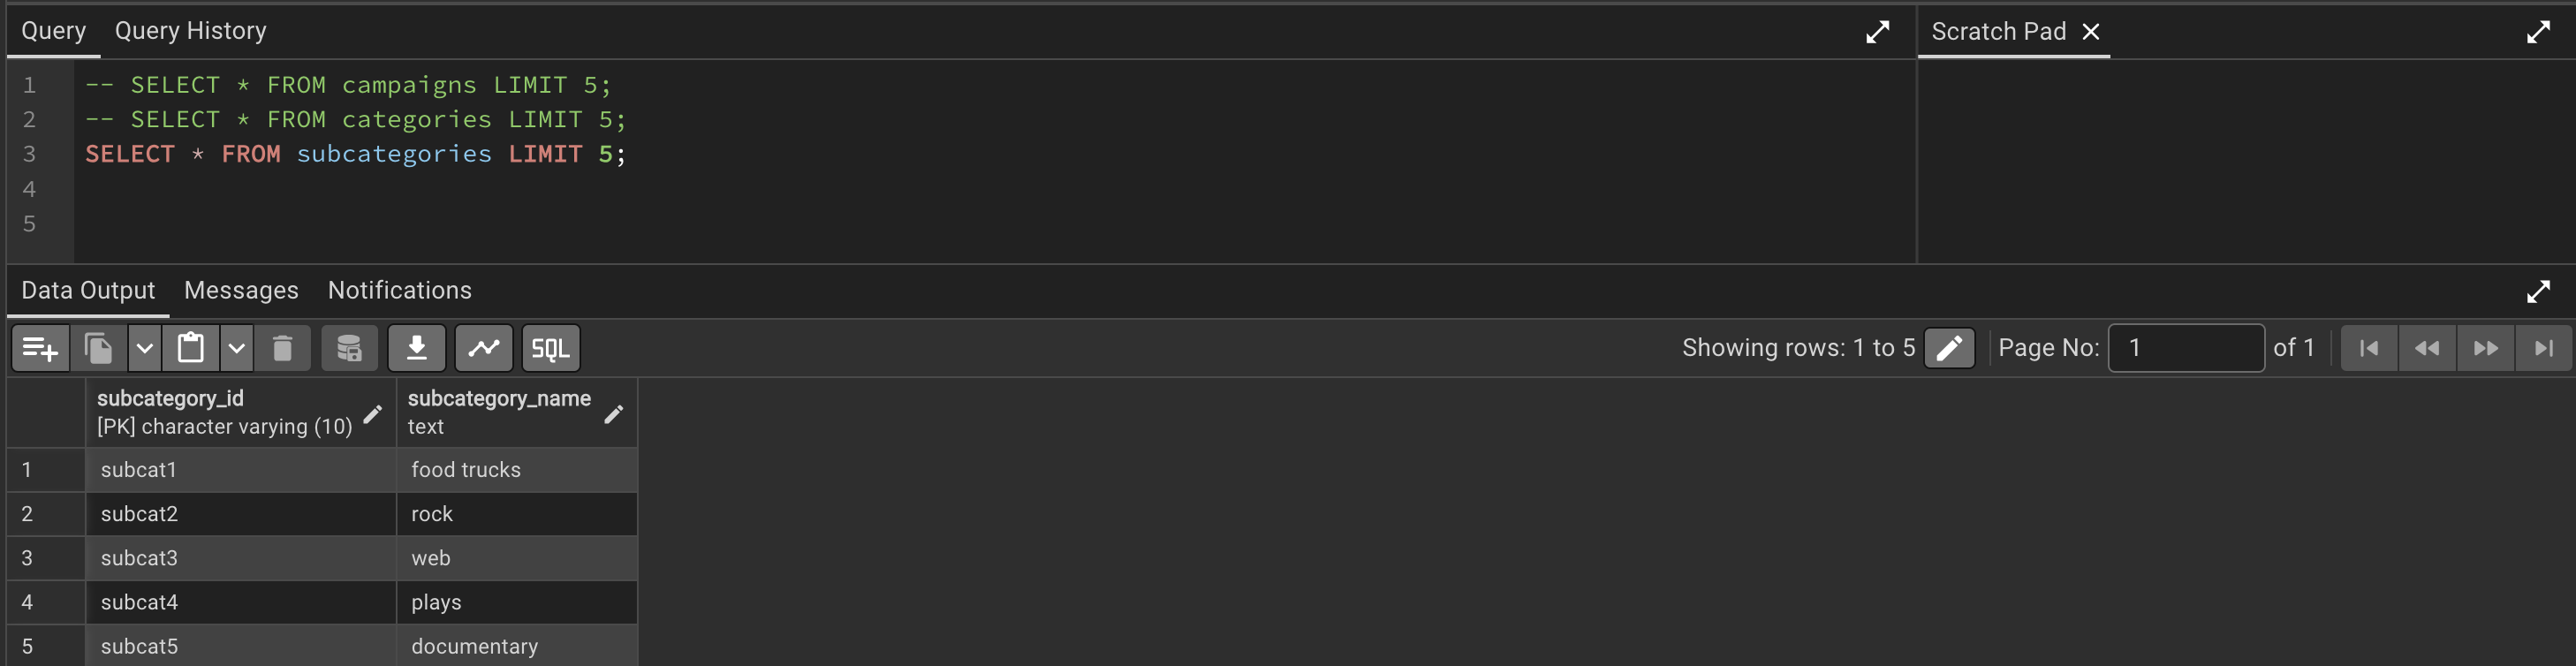 Query Query History Scratch Pad
1 -- SELECT * FROM campaigns LIMIT 5;
2 -- SELECT * FROM categories LIMIT 5;
3 SELECT * FROM subcategories LIMIT 5;
4
5
Data Output Messages Notifications
SQL Showing rows: 1 to 5 Page No: 1 of 1
subcategory_id subcategory_name
[PK] character varying (10) text
1 subcat1 food trucks
2 subcat2 rock
3 subcat3 web
4 subcat4 plays
5 subcat5 documentary